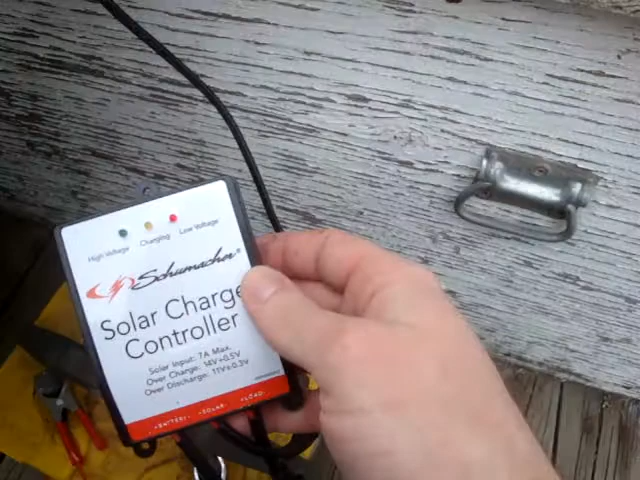 High Voltage Charging Low Voltage
Schumacher®
Solar Charge
Controller
Solar Input: 7A Max.
Over Charge: 14V±0.5V
Over Discharge: 11V±0.3V
-BATTERY+ -SOLAR+ -LOAD+